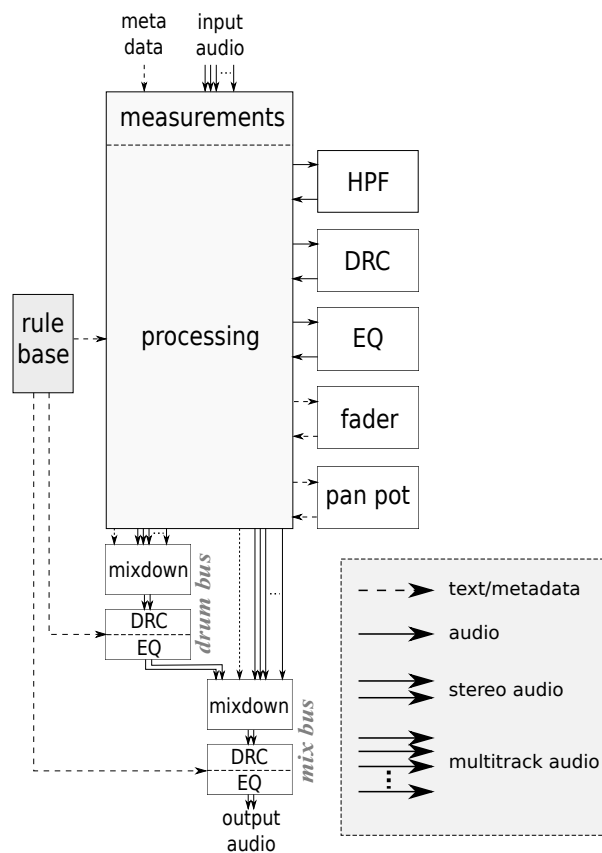 meta
data
input
audio
measurements
HPF
DRC
rule
base
processing
EQ
fader
pan pot
mixdown
drum bus
DRC
EQ
mixdown
mix bus
DRC
EQ
output
audio
text/metadata
audio
stereo audio
multitrack audio